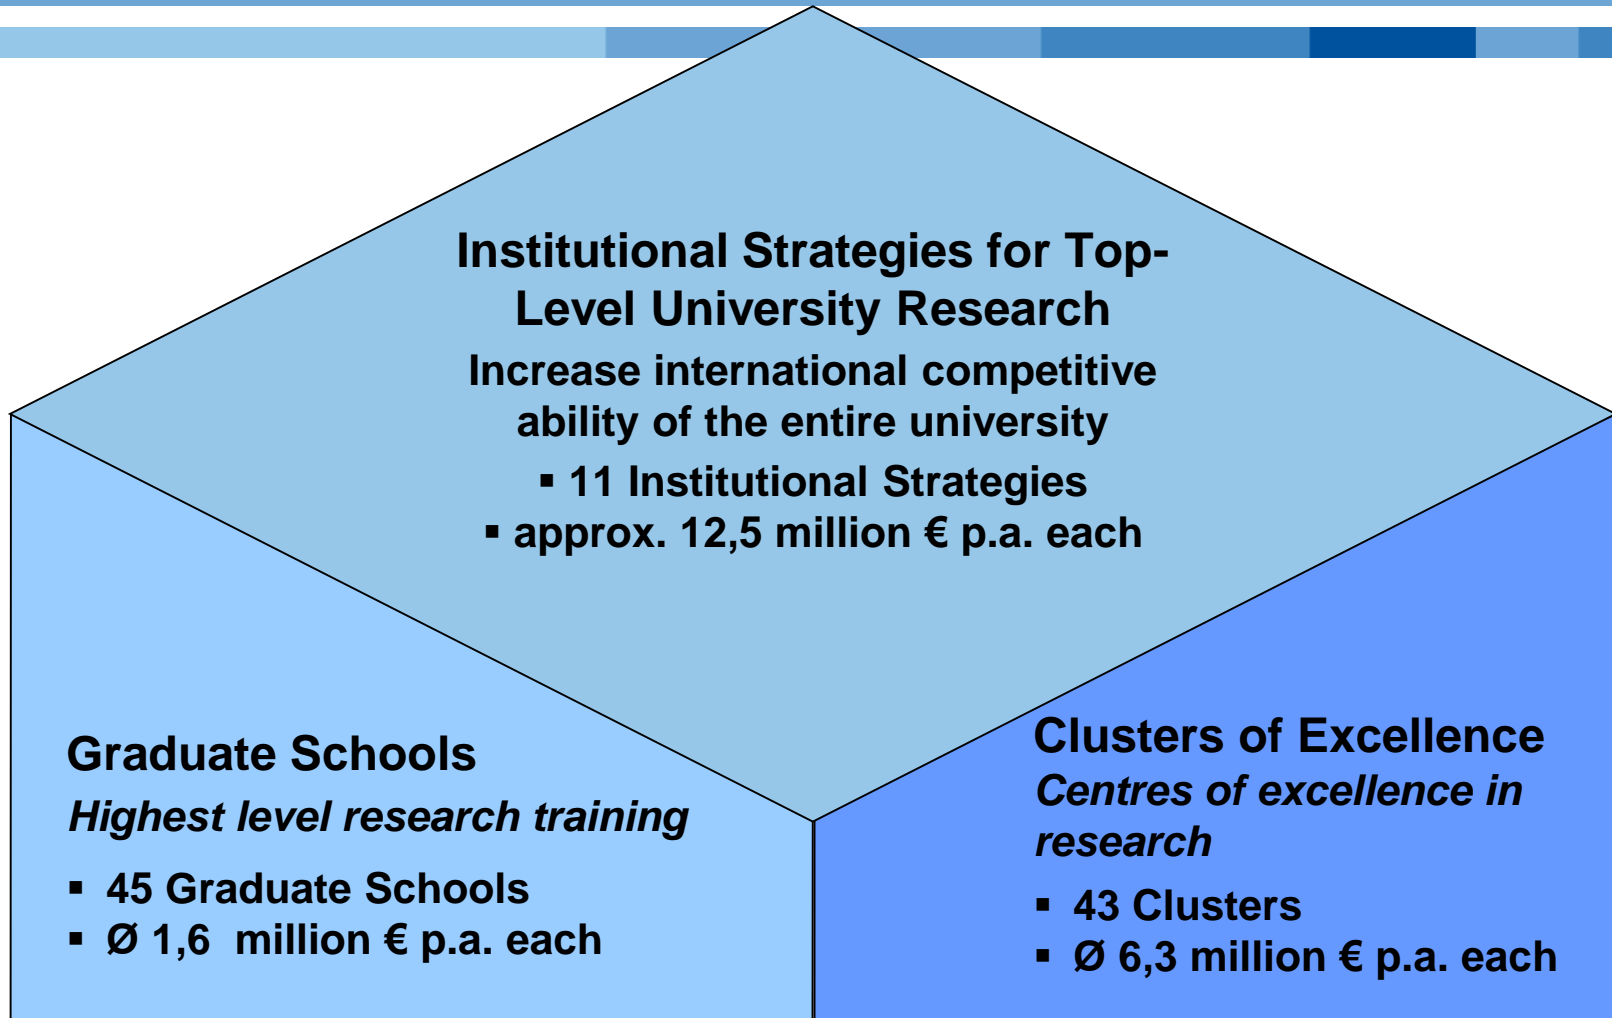 Institutional Strategies for Top-
Level University Research
Increase international competitive
ability of the entire university
▪ 11 Institutional Strategies
▪ approx. 12,5 million € p.a. each
Graduate Schools
Highest level research training
▪ 45 Graduate Schools
▪ Ø 1,6 million € p.a. each
Clusters of Excellence
Centres of excellence in
research
▪ 43 Clusters
▪ Ø 6,3 million € p.a. each